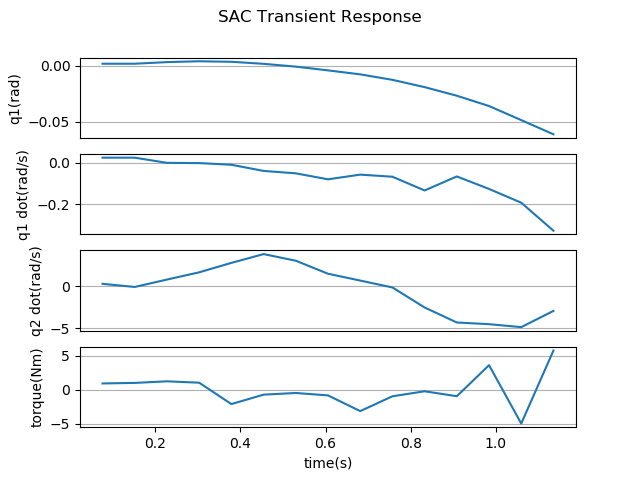 SAC Transient Response
q1(rad)
0.00
−0.05
q1 dot(rad/s)
0.0
−0.2
q2 dot(rad/s)
0
−5
torque(Nm)
5
0
−5
0.2 0.4 0.6 0.8 1.0
time(s)